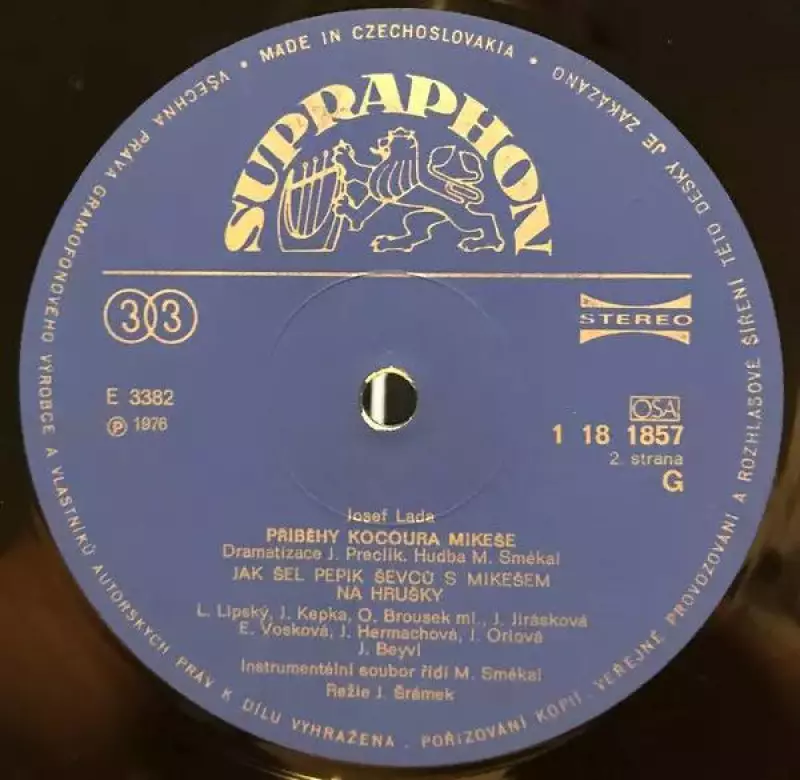 • MADE IN CZECHOSLOVAKIA •
VŠECHNA PRÁVA GRAMOFONOVÉHO VÝROBCE A VLASTNÍKŮ AUTORSKÝCH PRÁV K DÍLU VYHRAŽENA . POŘIZOVÁNÍ KOPIÍ . VEŘEJNÉ PROVOZOVÁNÍ A ROZHLASOVÉ ŠÍŘENÍ TÉTO DESKY JE ZAKÁZÁNO
SUPRAPHON
33
STEREO
E 3382
℗ 1976
OSA
1 18 1857
2. strana
G
Josef Lada
PŘÍBĚHY KOCOURA MIKEŠE
Dramatizace J. Preclík. Hudba M. Smékal
JAK ŠEL PEPÍK ŠEVCŮ S MIKEŠEM
NA HRUŠKY
L. Lipský, J. Kepka, O. Brousek ml., J. Jirásková
E. Vosková, J. Heřmachová, J. Orlová
J. Beyvl
Instrumentální soubor řídí M. Smékal
Režie J. Šrámek